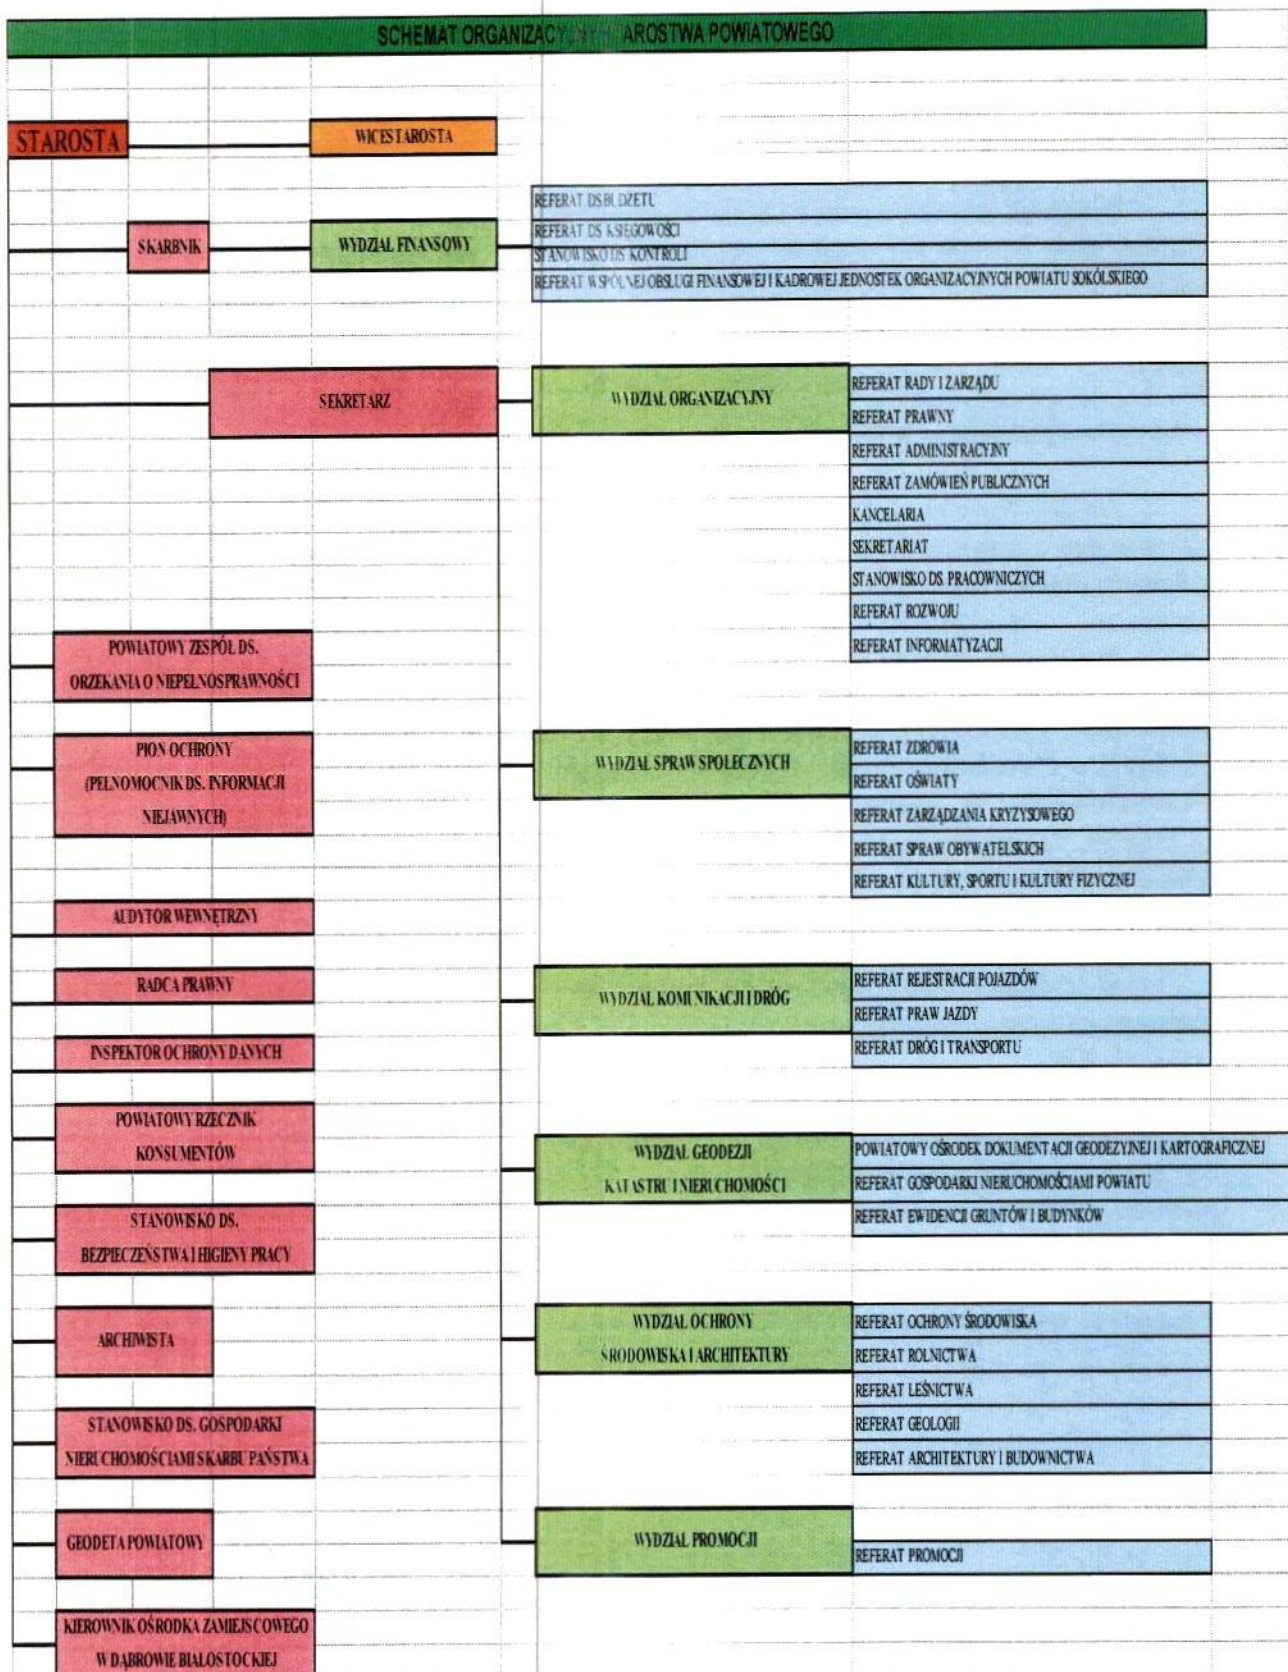 SCHEMAT ORGANIZACYJNY STAROSTWA POWIATOWEGO
STAROSTA
WICESTAROSTA
SKARBNIK
WYDZIAŁ FINANSOWY
REFERAT DS BUDŻETU
REFERAT DS KSIĘGOWOŚCI
STANOWISKO DS KONTROLI
REFERAT WSPÓLNEJ OBSŁUGI FINANSOWEJ I KADROWEJ JEDNOSTEK ORGANIZACYJNYCH POWIATU SOKÓLSKIEGO
SEKRETARZ
WYDZIAŁ ORGANIZACYJNY
REFERAT RADY I ZARZĄDU
REFERAT PRAWNY
REFERAT ADMINISTRACYJNY
REFERAT ZAMÓWIEŃ PUBLICZNYCH
KANCELARIA
SEKRETARIAT
STANOWISKO DS. PRACOWNICZYCH
REFERAT ROZWOJU
REFERAT INFORMATYZACJI
POWIATOWY ZESPÓŁ DS.
ORZEKANIA O NIEPEŁNOSPRAWNOŚCI
PION OCHRONY
(PEŁNOMOCNIK DS. INFORMACJI
NIEJAWNYCH)
WYDZIAŁ SPRAW SPOŁECZNYCH
REFERAT ZDROWIA
REFERAT OŚWIATY
REFERAT ZARZĄDZANIA KRYZYSOWEGO
REFERAT SPRAW OBYWATELSKICH
REFERAT KULTURY, SPORTU I KULTURY FIZYCZNEJ
AUDYTOR WEWNĘTRZNY
RADCA PRAWNY
WYDZIAŁ KOMUNIKACJI I DRÓG
REFERAT REJESTRACJI POJAZDÓW
REFERAT PRAW JAZDY
REFERAT DRÓG I TRANSPORTU
INSPEKTOR OCHRONY DANYCH
POWIATOWY RZECZNIK
KONSUMENTÓW
WYDZIAŁ GEODEZJI
KATASTRU I NIERUCHOMOŚCI
POWIATOWY OŚRODEK DOKUMENTACJI GEODEZYJNEJ I KARTOGRAFICZNEJ
REFERAT GOSPODARKI NIERUCHOMOŚCIAMI POWIATU
REFERAT EWIDENCJI GRUNTÓW I BUDYNKÓW
STANOWISKO DS.
BEZPIECZEŃSTWA I HIGIENY PRACY
ARCHIWISTA
WYDZIAŁ OCHRONY
ŚRODOWISKA I ARCHITEKTURY
REFERAT OCHRONY ŚRODOWISKA
REFERAT ROLNICTWA
REFERAT LEŚNICTWA
REFERAT GEOLOGII
REFERAT ARCHITEKTURY I BUDOWNICTWA
STANOWISKO DS. GOSPODARKI
NIERUCHOMOŚCIAMI SKARBU PAŃSTWA
GEODETA POWIATOWY
WYDZIAŁ PROMOCJI
REFERAT PROMOCJI
KIEROWNIK OŚRODKA ZAMIEJSCOWEGO
W DĄBROWIE BIAŁOSTOCKIEJ